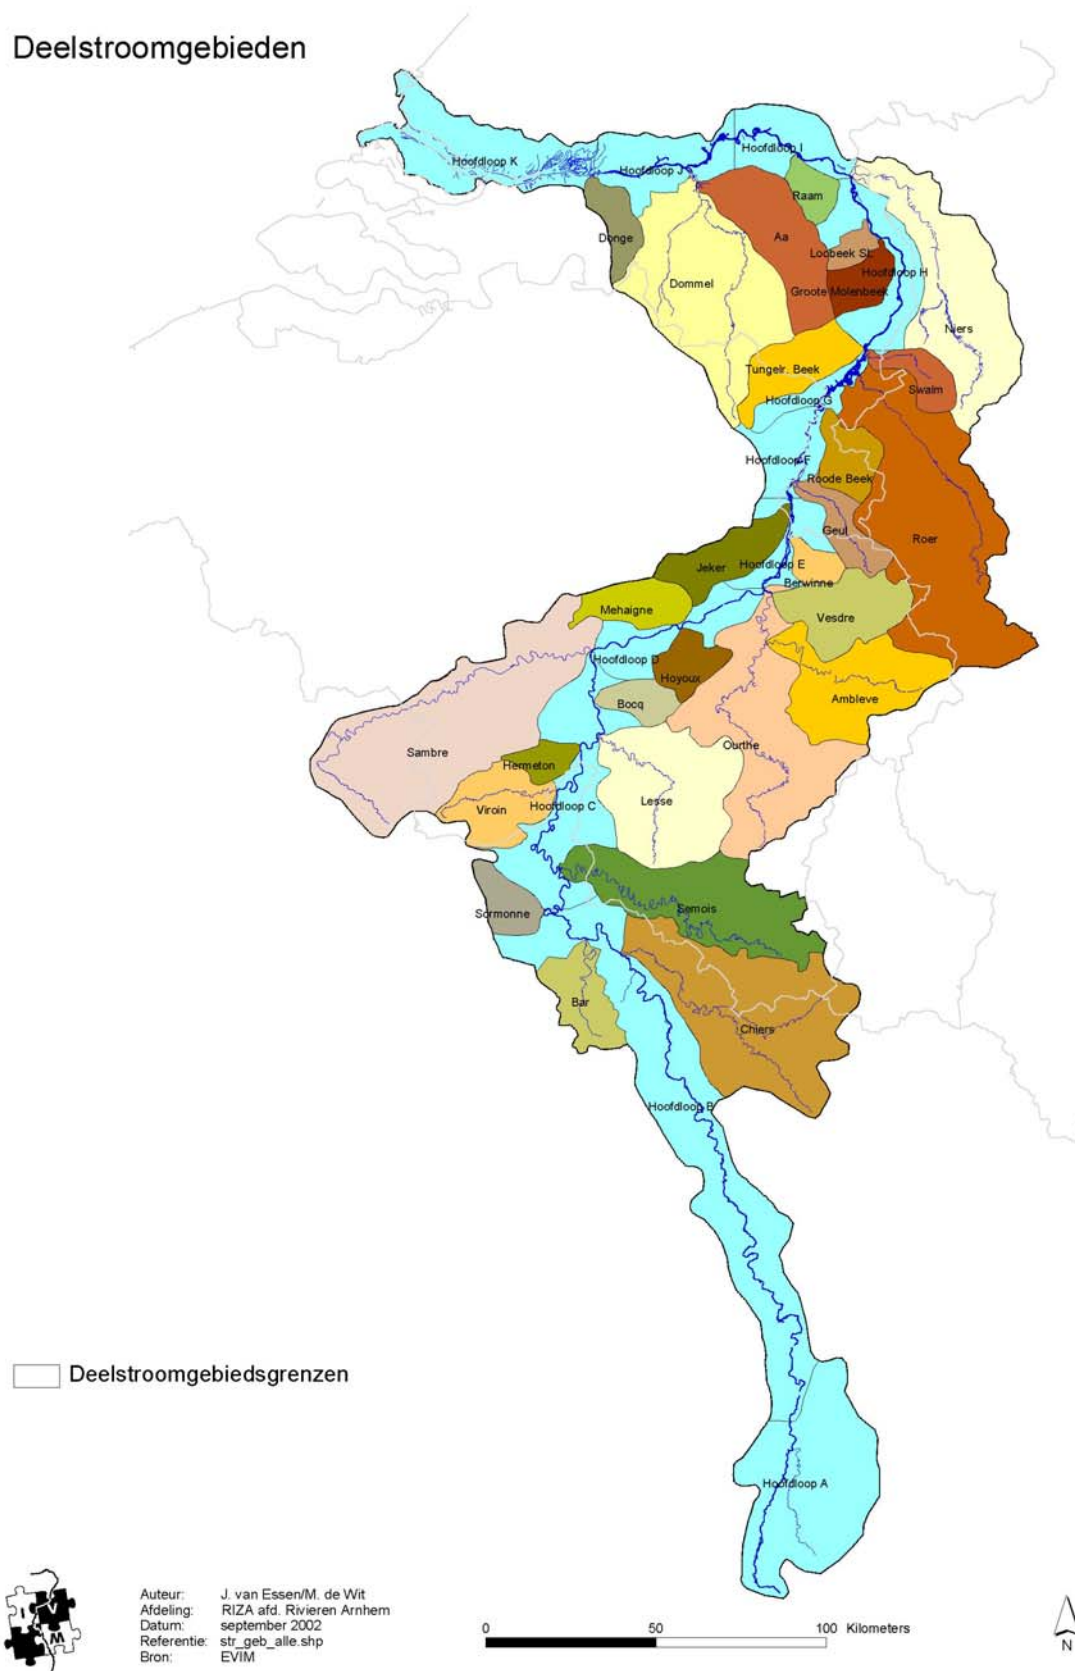 Deelstroomgebieden
Hoofdloop K
Hoofdloop J
Hoofdloop I
Raam
Donge
Aa
Loobeek SL
Hoofdloop H
Dommel
Groote Molenbeek
Niers
Tungelr. Beek
Swalm
Hoofdloop G
Hoofdloop F
Roode Beek
Geul
Roer
Jeker
Hoofdloop E
Berwinne
Mehaigne
Vesdre
Hoofdloop D
Hoyoux
Bocq
Ambleve
Sambre
Ourthe
Hermeton
Viroin
Hoofdloop C
Lesse
Sormonne
Semois
Bar
Chiers
Hoofdloop B
Deelstroomgebiedsgrenzen
Hoofdloop A
I V
M
Auteur: J. van Essen/M. de Wit
Afdeling: RIZA afd. Rivieren Arnhem
Datum: september 2002
Referentie: str_geb_alle.shp
Bron: EVIM
0 50 100 Kilometers
N